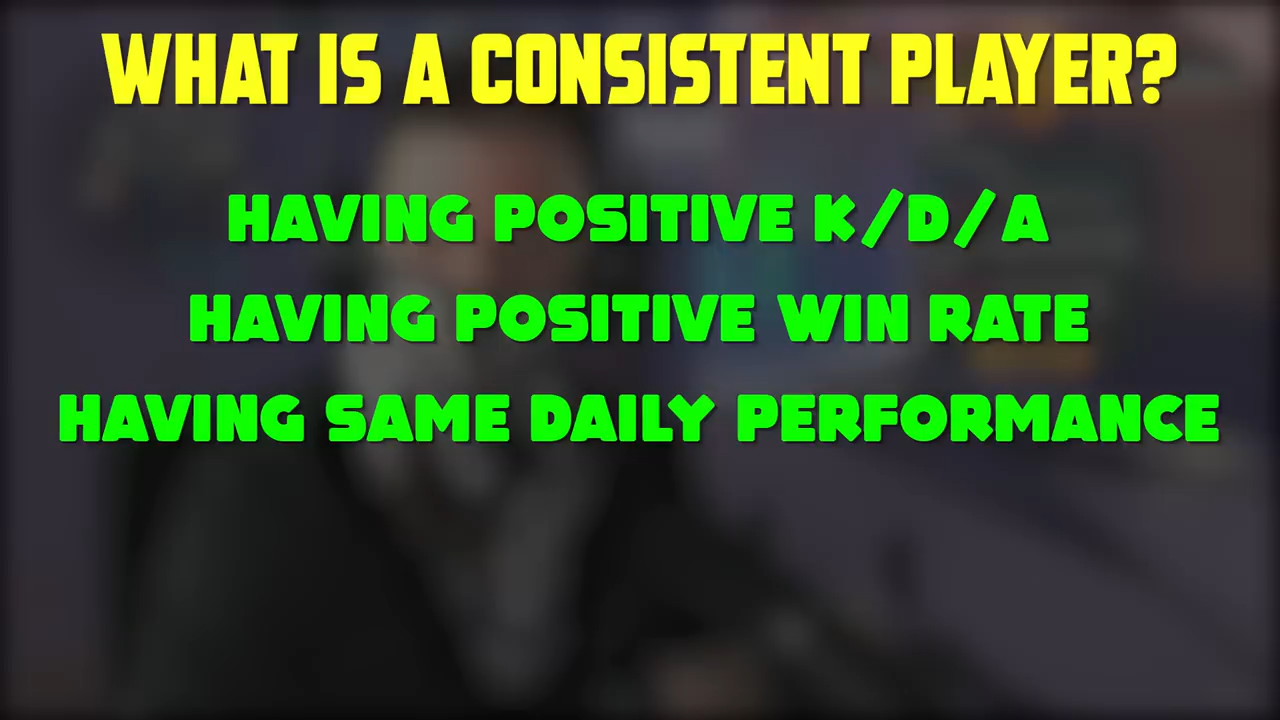 WHAT IS A CONSISTENT PLAYER?
HAVING POSITIVE K/D/A
HAVING POSITIVE WIN RATE
HAVING SAME DAILY PERFORMANCE